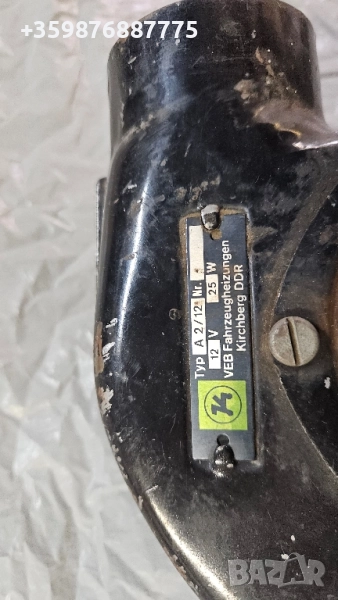 +359876887775
Typ A 2/12 Nr.
12 V 25 W
VEB Fahrzeugheizungen
Kirchberg DDR
BAZAR